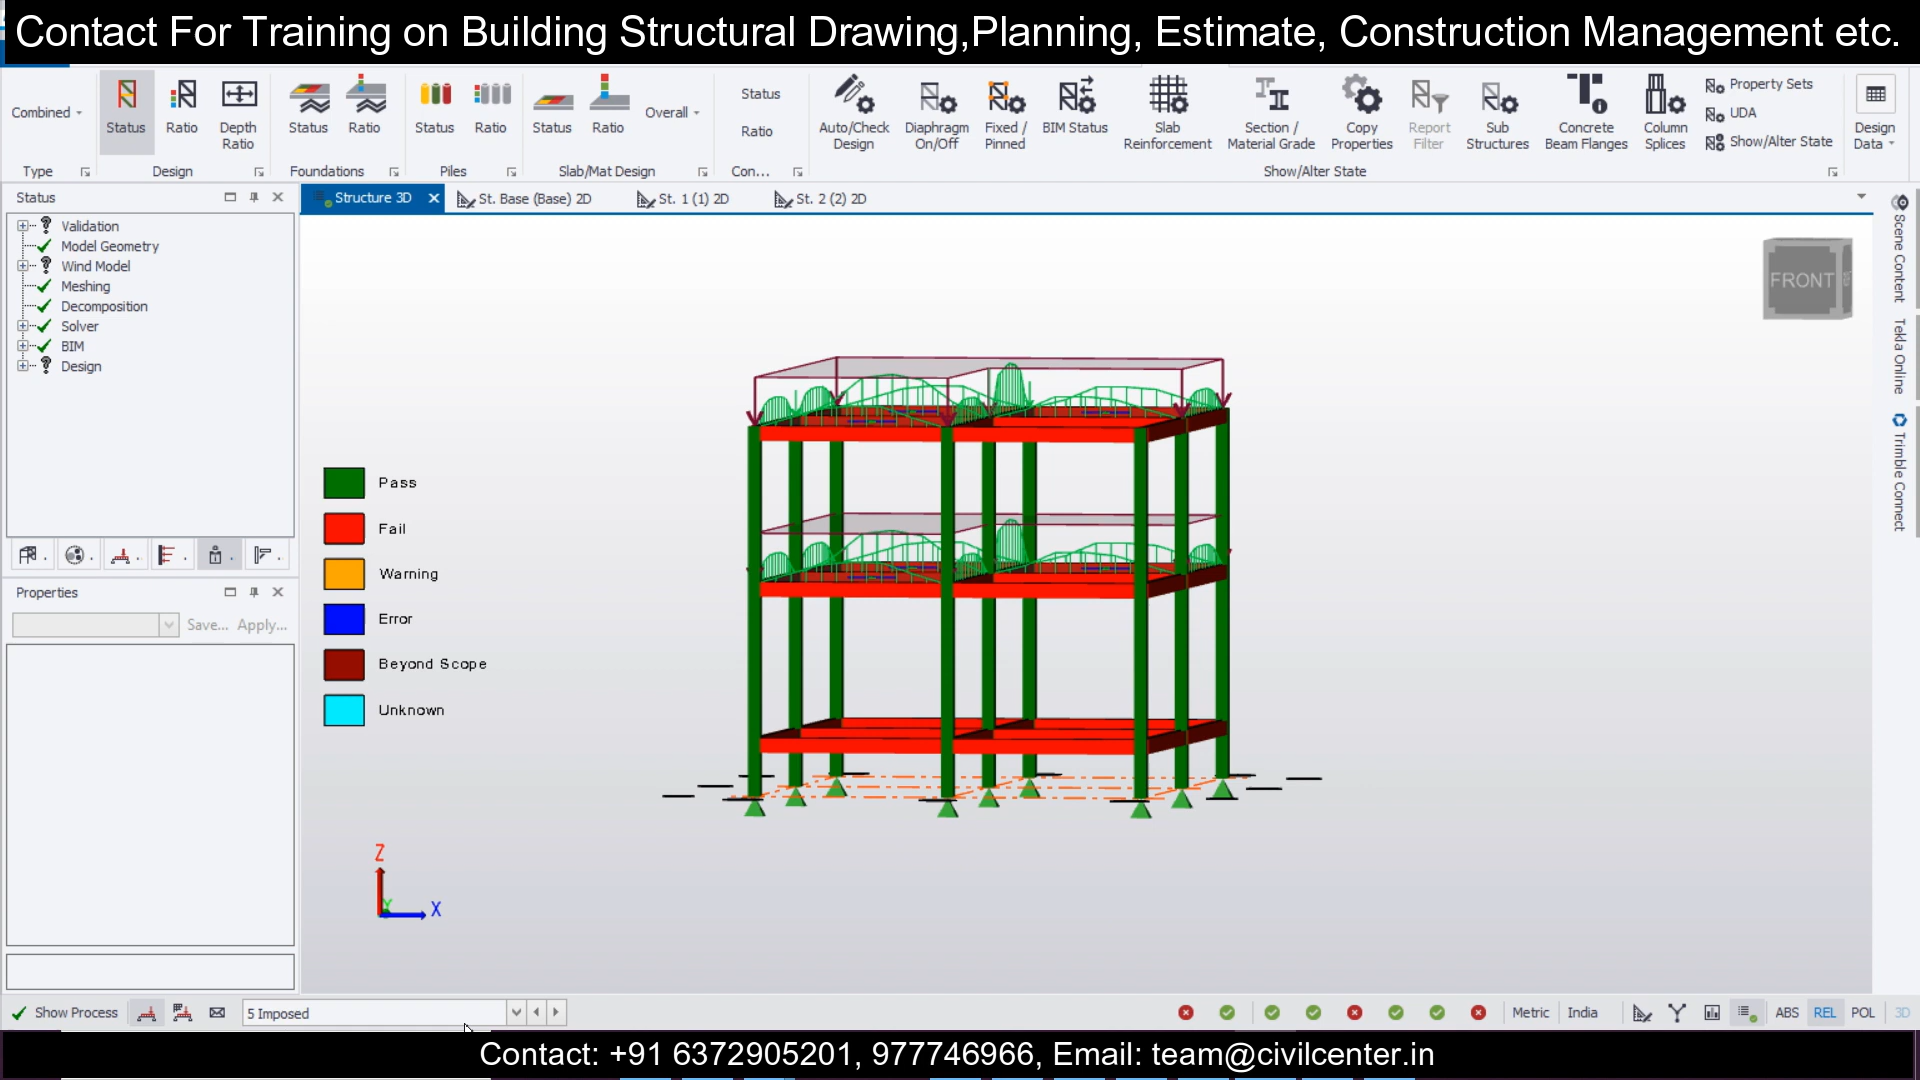 Contact For Training on Building Structural Drawing,Planning, Estimate, Construction Management etc.
Combined
Status
Ratio
Depth Ratio
Status
Ratio
Status
Ratio
Status
Ratio
Overall
Status
Ratio
Auto/Check Design
Diaphragm On/Off
Fixed / Pinned
BIM Status
Slab Reinforcement
Section / Material Grade
Copy Properties
Report Filter
Sub Structures
Concrete Beam Flanges
Column Splices
Property Sets
UDA
Show/Alter State
Design Data
Type
Design
Foundations
Piles
Slab/Mat Design
Con...
Show/Alter State
Status
Structure 3D
St. Base (Base) 2D
St. 1 (1) 2D
St. 2 (2) 2D
Validation
Model Geometry
Wind Model
Meshing
Decomposition
Solver
BIM
Design
FRONT
Scene Content
Tekla Online
Trimble Connect
Pass
Fail
Warning
Error
Beyond Scope
Unknown
Properties
Save...
Apply...
Z
Y
X
Show Process
5 Imposed
Metric
India
ABS
REL
POL
3D
Contact: +91 6372905201, 977746966, Email: team@civilcenter.in